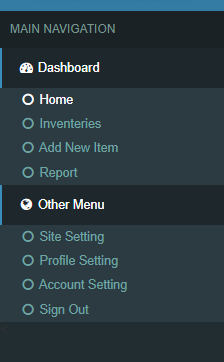 MAIN NAVIGATION
Dashboard
Home
Inventeries
Add New Item
Report
Other Menu
Site Setting
Profile Setting
Account Setting
Sign Out